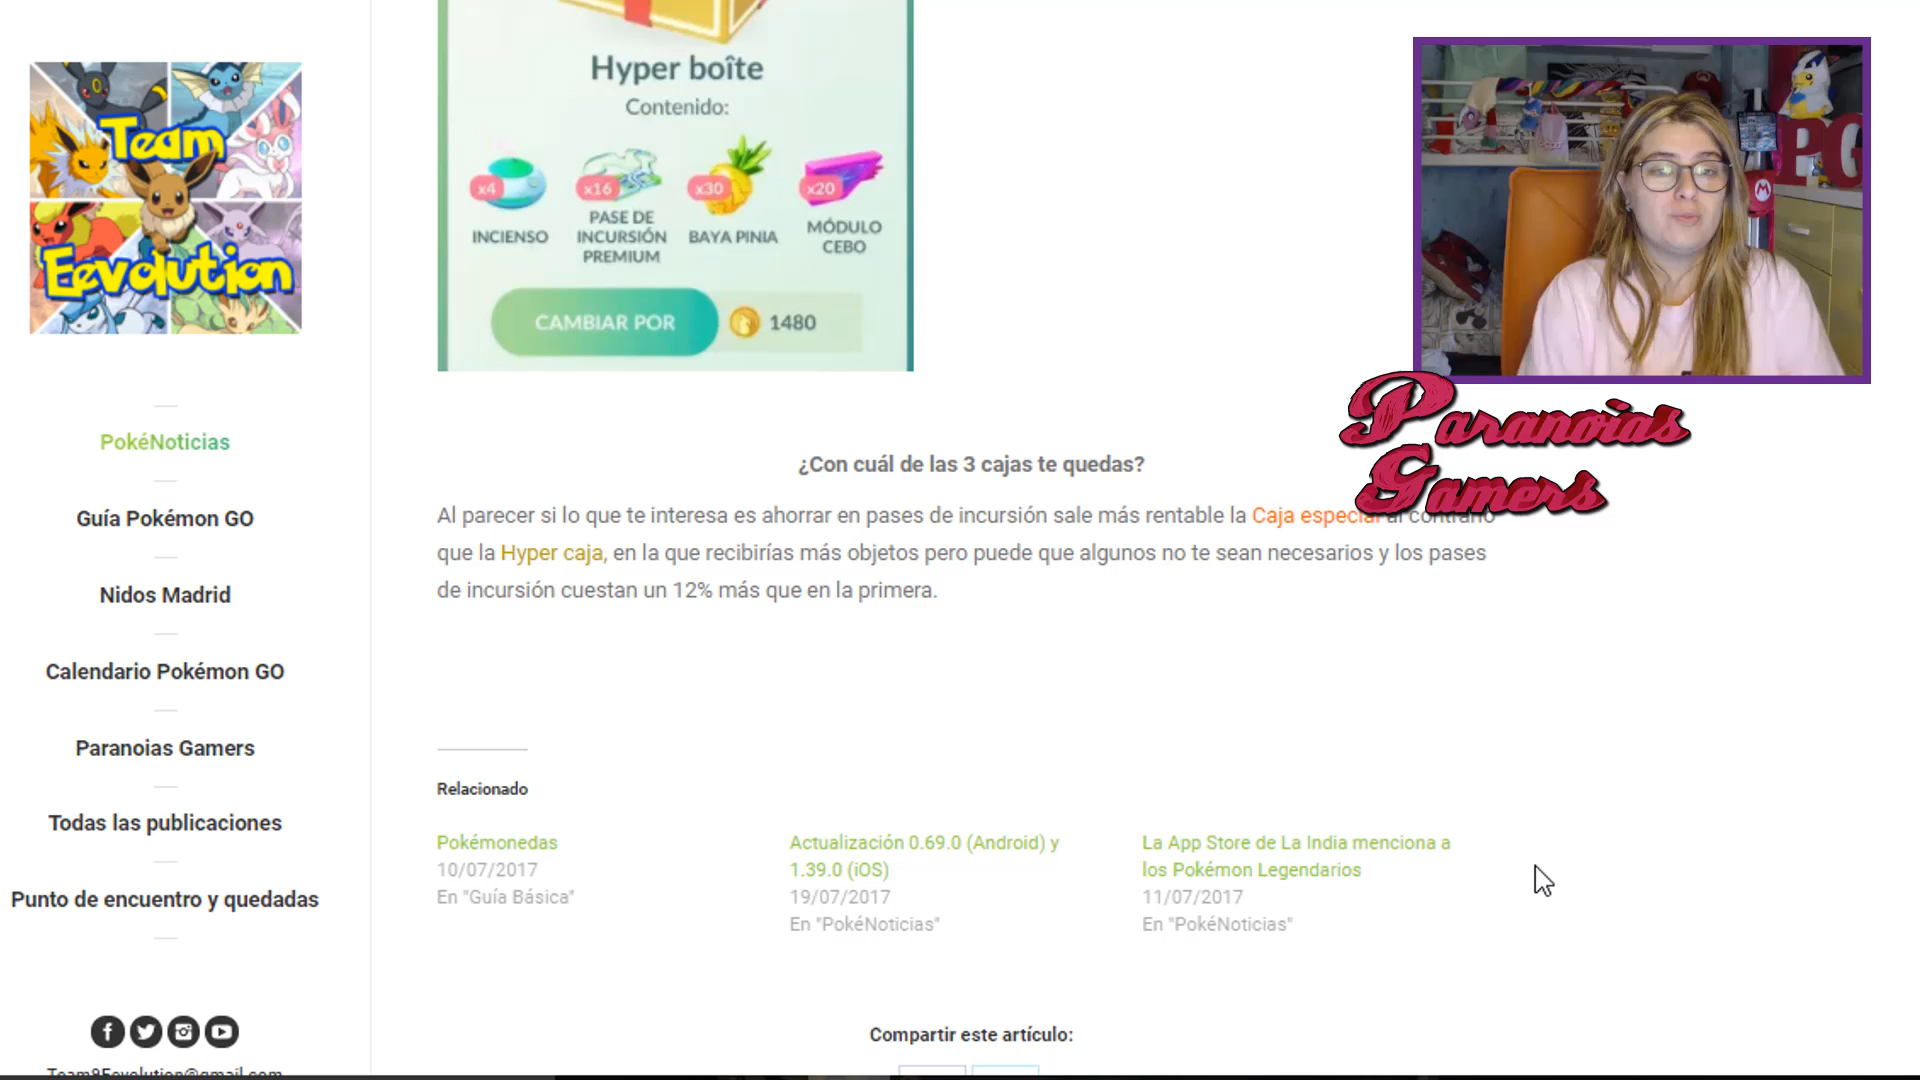 Team
Eevolution
PokéNoticias
Guía Pokémon GO
Nidos Madrid
Calendario Pokémon GO
Paranoias Gamers
Todas las publicaciones
Punto de encuentro y quedadas
Team9Eevolution@gmail.com
Hyper boîte
Contenido:
x4
x16
x30
x20
INCIENSO
PASE DE
INCURSIÓN
PREMIUM
BAYA PINIA
MÓDULO
CEBO
CAMBIAR POR
1480
M
PG
Paranoias
Gamers
¿Con cuál de las 3 cajas te quedas?
Al parecer si lo que te interesa es ahorrar en pases de incursión sale más rentable la Caja especial al contrario
que la Hyper caja, en la que recibirías más objetos pero puede que algunos no te sean necesarios y los pases
de incursión cuestan un 12% más que en la primera.
Relacionado
Pokémonedas
10/07/2017
En "Guía Básica"
Actualización 0.69.0 (Android) y
1.39.0 (iOS)
19/07/2017
En "PokéNoticias"
La App Store de La India menciona a
los Pokémon Legendarios
11/07/2017
En "PokéNoticias"
Compartir este artículo: